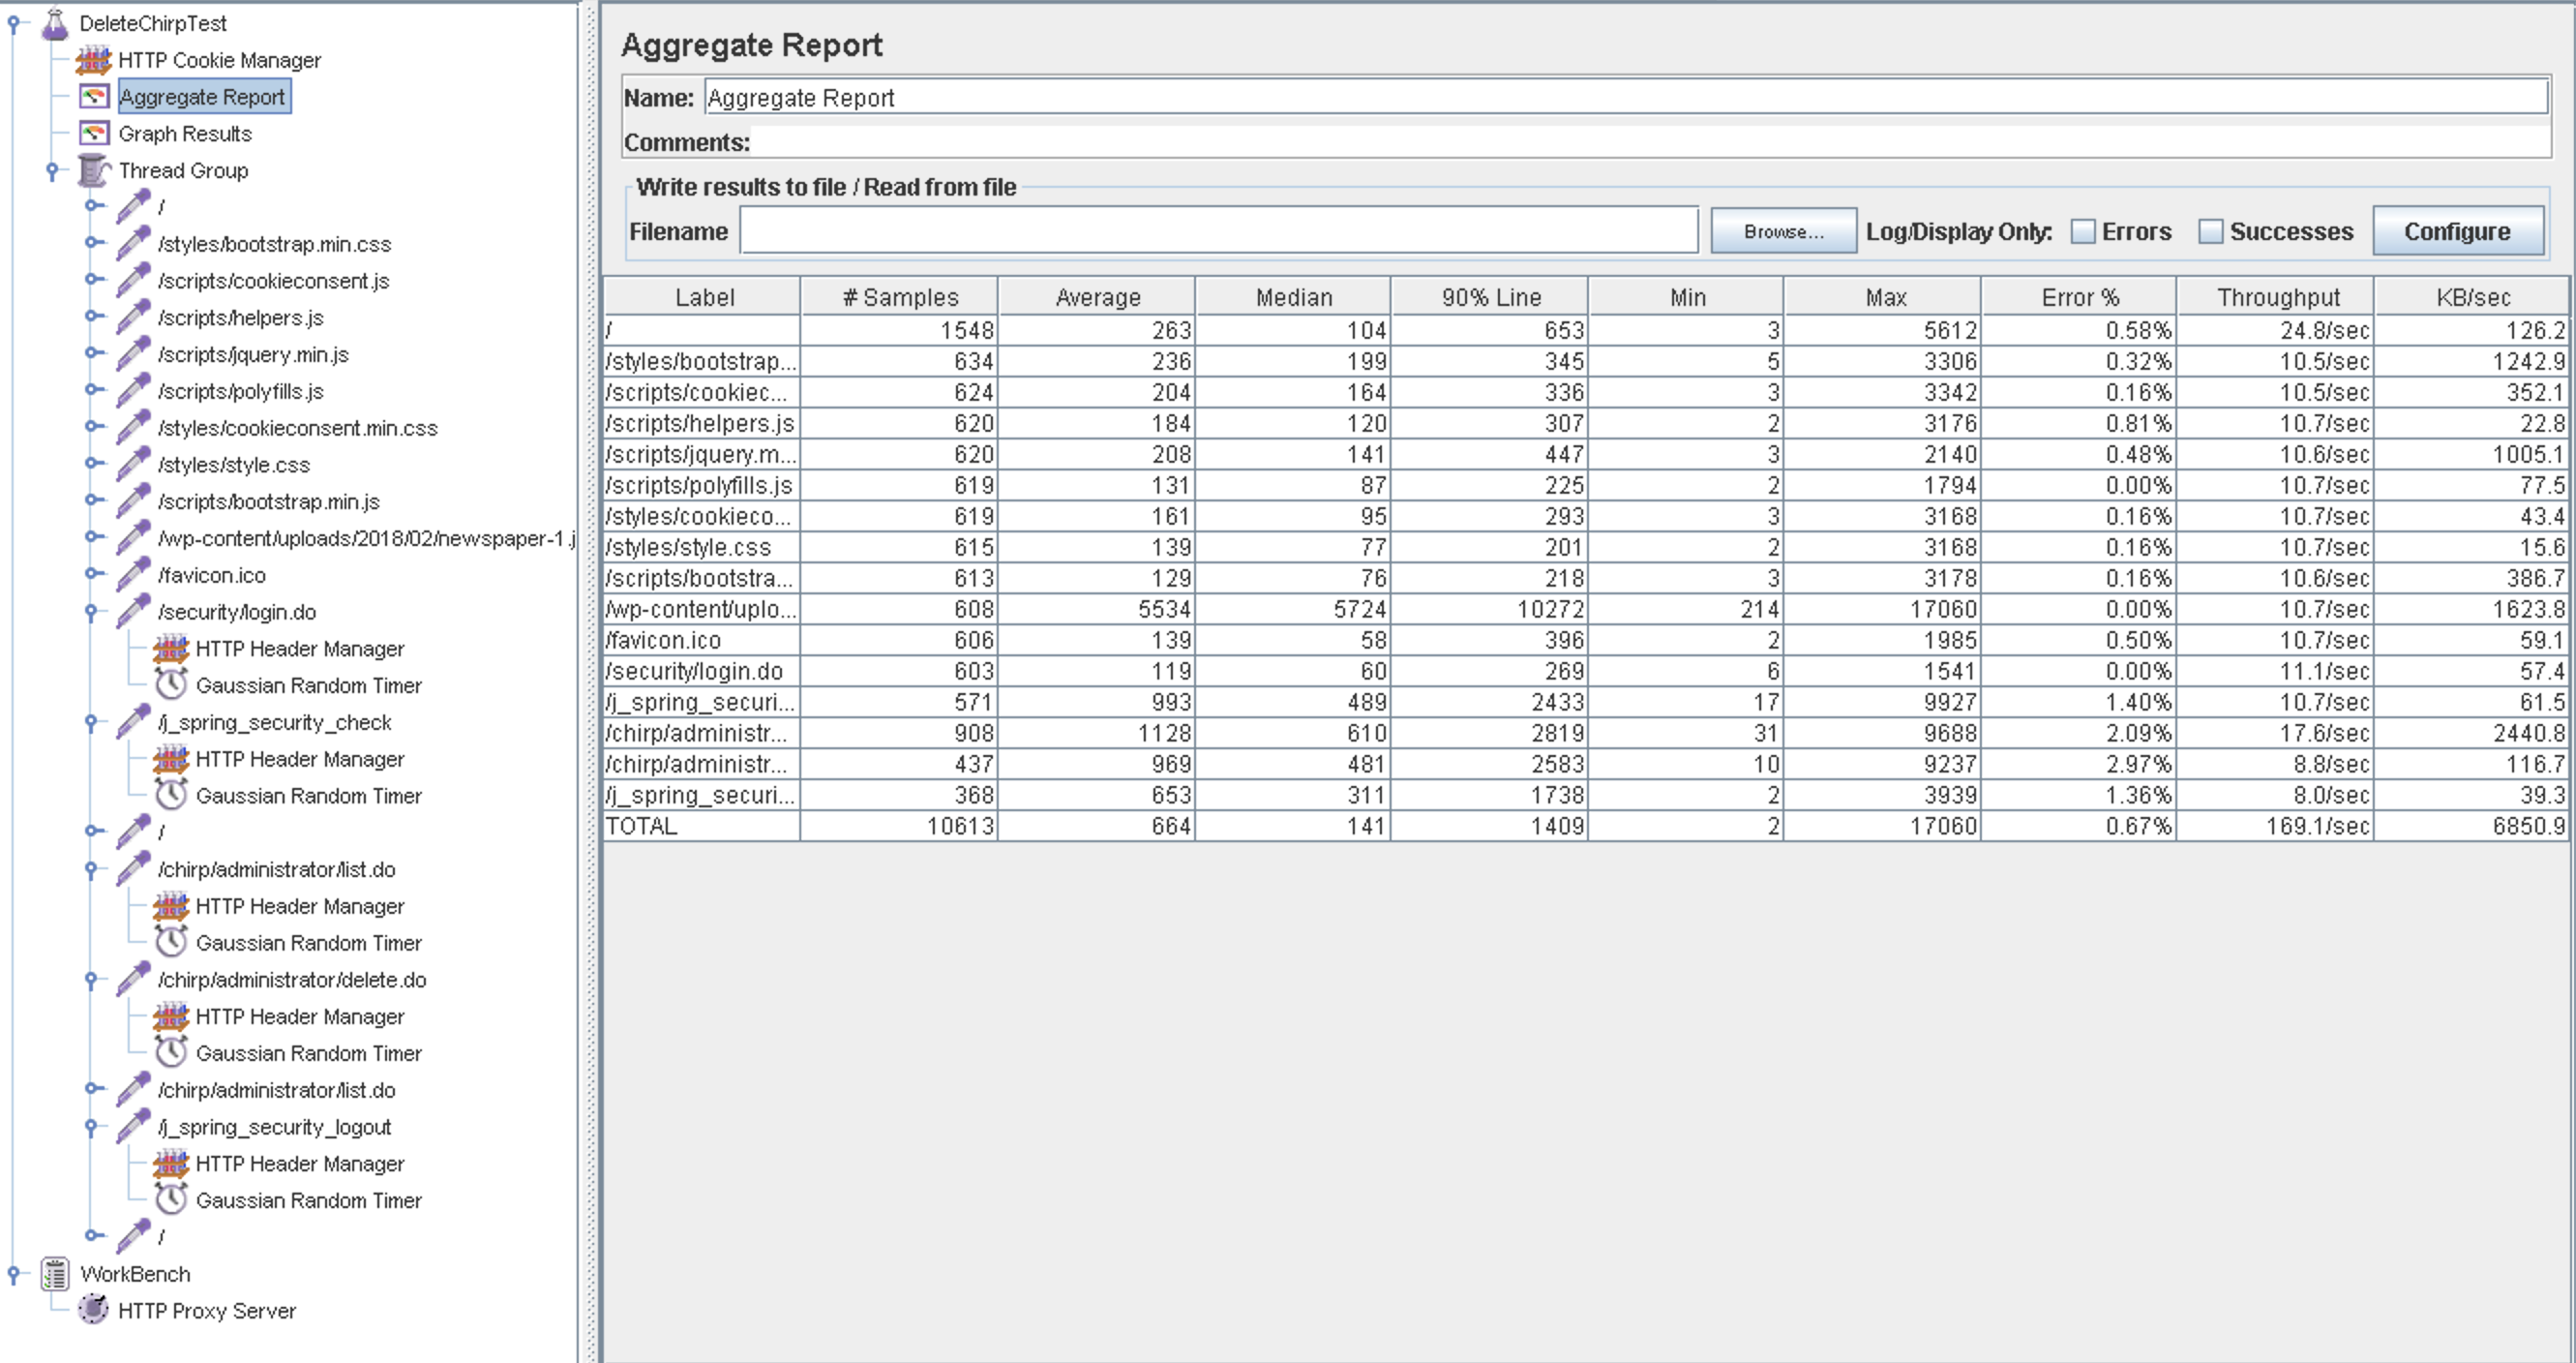 DeleteChirpTest
HTTP Cookie Manager
Aggregate Report
Graph Results
Thread Group
/
/styles/bootstrap.min.css
/scripts/cookieconsent.js
/scripts/helpers.js
/scripts/jquery.min.js
/scripts/polyfills.js
/styles/cookieconsent.min.css
/styles/style.css
/scripts/bootstrap.min.js
/wp-content/uploads/2018/02/newspaper-1.j
/favicon.ico
/security/login.do
HTTP Header Manager
Gaussian Random Timer
/j_spring_security_check
HTTP Header Manager
Gaussian Random Timer
/
/chirp/administrator/list.do
HTTP Header Manager
Gaussian Random Timer
/chirp/administrator/delete.do
HTTP Header Manager
Gaussian Random Timer
/chirp/administrator/list.do
/j_spring_security_logout
HTTP Header Manager
Gaussian Random Timer
/
WorkBench
HTTP Proxy Server
Aggregate Report
Name: Aggregate Report
Comments:
Write results to file / Read from file
Filename Browse... Log/Display Only: Errors Successes Configure
Label # Samples Average Median 90% Line Min Max Error % Throughput KB/sec
/ 1548 263 104 653 3 5612 0.58% 24.8/sec 126.2
/styles/bootstrap... 634 236 199 345 5 3306 0.32% 10.5/sec 1242.9
/scripts/cookiec... 624 204 164 336 3 3342 0.16% 10.5/sec 352.1
/scripts/helpers.js 620 184 120 307 2 3176 0.81% 10.7/sec 22.8
/scripts/jquery.m... 620 208 141 447 3 2140 0.48% 10.6/sec 1005.1
/scripts/polyfills.js 619 131 87 225 2 1794 0.00% 10.7/sec 77.5
/styles/cookieco... 619 161 95 293 3 3168 0.16% 10.7/sec 43.4
/styles/style.css 615 139 77 201 2 3168 0.16% 10.7/sec 15.6
/scripts/bootstra... 613 129 76 218 3 3178 0.16% 10.6/sec 386.7
/wp-content/uplo... 608 5534 5724 10272 214 17060 0.00% 10.7/sec 1623.8
/favicon.ico 606 139 58 396 2 1985 0.50% 10.7/sec 59.1
/security/login.do 603 119 60 269 6 1541 0.00% 11.1/sec 57.4
/j_spring_securi... 571 993 489 2433 17 9927 1.40% 10.7/sec 61.5
/chirp/administr... 908 1128 610 2819 31 9688 2.09% 17.6/sec 2440.8
/chirp/administr... 437 969 481 2583 10 9237 2.97% 8.8/sec 116.7
/j_spring_securi... 368 653 311 1738 2 3939 1.36% 8.0/sec 39.3
TOTAL 10613 664 141 1409 2 17060 0.67% 169.1/sec 6850.9